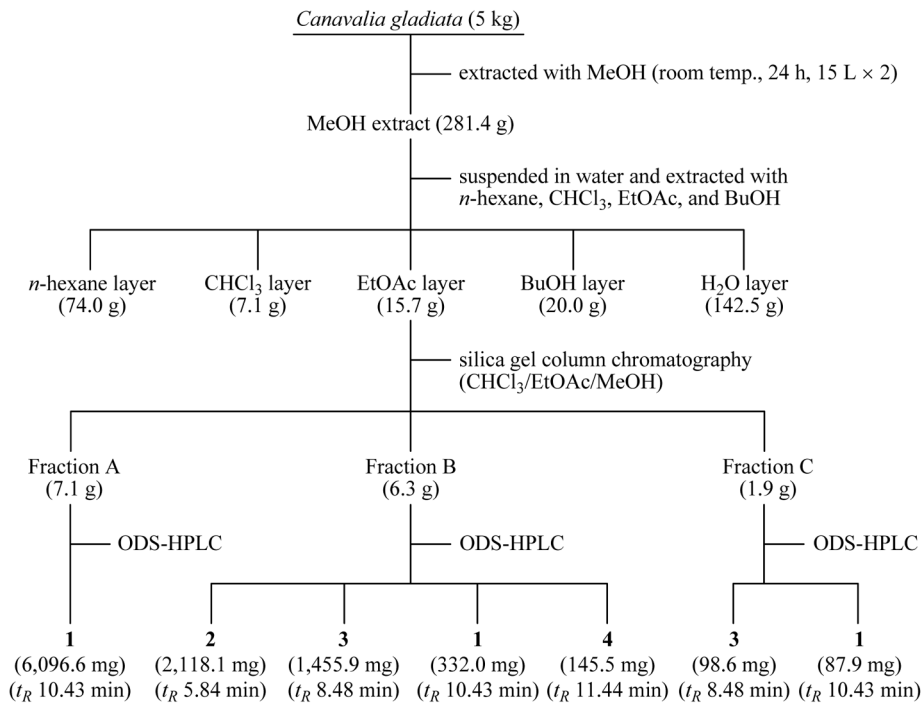 Canavalia gladiata (5 kg)
extracted with MeOH (room temp., 24 h, 15 L × 2)
MeOH extract (281.4 g)
suspended in water and extracted with
n-hexane, CHCl₃, EtOAc, and BuOH
n-hexane layer
(74.0 g)
CHCl₃ layer
(7.1 g)
EtOAc layer
(15.7 g)
BuOH layer
(20.0 g)
H₂O layer
(142.5 g)
silica gel column chromatography
(CHCl₃/EtOAc/MeOH)
Fraction A
(7.1 g)
Fraction B
(6.3 g)
Fraction C
(1.9 g)
ODS-HPLC
ODS-HPLC
ODS-HPLC
1
(6,096.6 mg)
(tR 10.43 min)
2
(2,118.1 mg)
(tR 5.84 min)
3
(1,455.9 mg)
(tR 8.48 min)
1
(332.0 mg)
(tR 10.43 min)
4
(145.5 mg)
(tR 11.44 min)
3
(98.6 mg)
(tR 8.48 min)
1
(87.9 mg)
(tR 10.43 min)